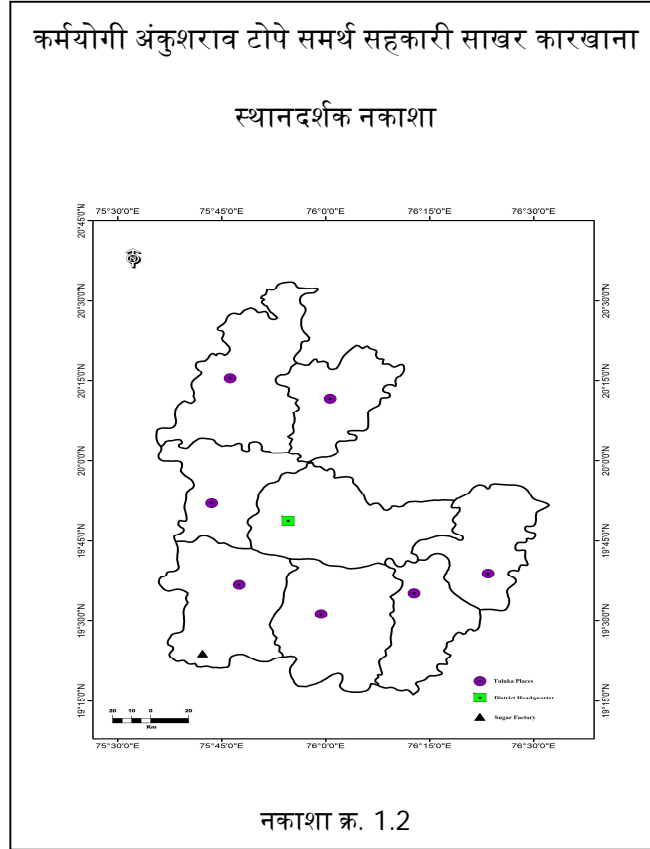 कर्मयोगी अंकुशराव टोपे समर्थ सहकारी साखर कारखाना
स्थानदर्शक नकाशा
75°30'0"E 75°45'0"E 76°0'0"E 76°15'0"E 76°30'0"E
20°45'0"N
20°30'0"N 20°30'0"N
20°15'0"N 20°15'0"N
20°0'0"N 20°0'0"N
19°45'0"N 19°45'0"N
19°30'0"N 19°30'0"N
19°15'0"N 19°15'0"N
Taluka Places
District Headquarter
Sugar Factory
20 10 0 20
Km
75°30'0"E 75°45'0"E 76°0'0"E 76°15'0"E 76°30'0"E
नकाशा क्र. 1.2